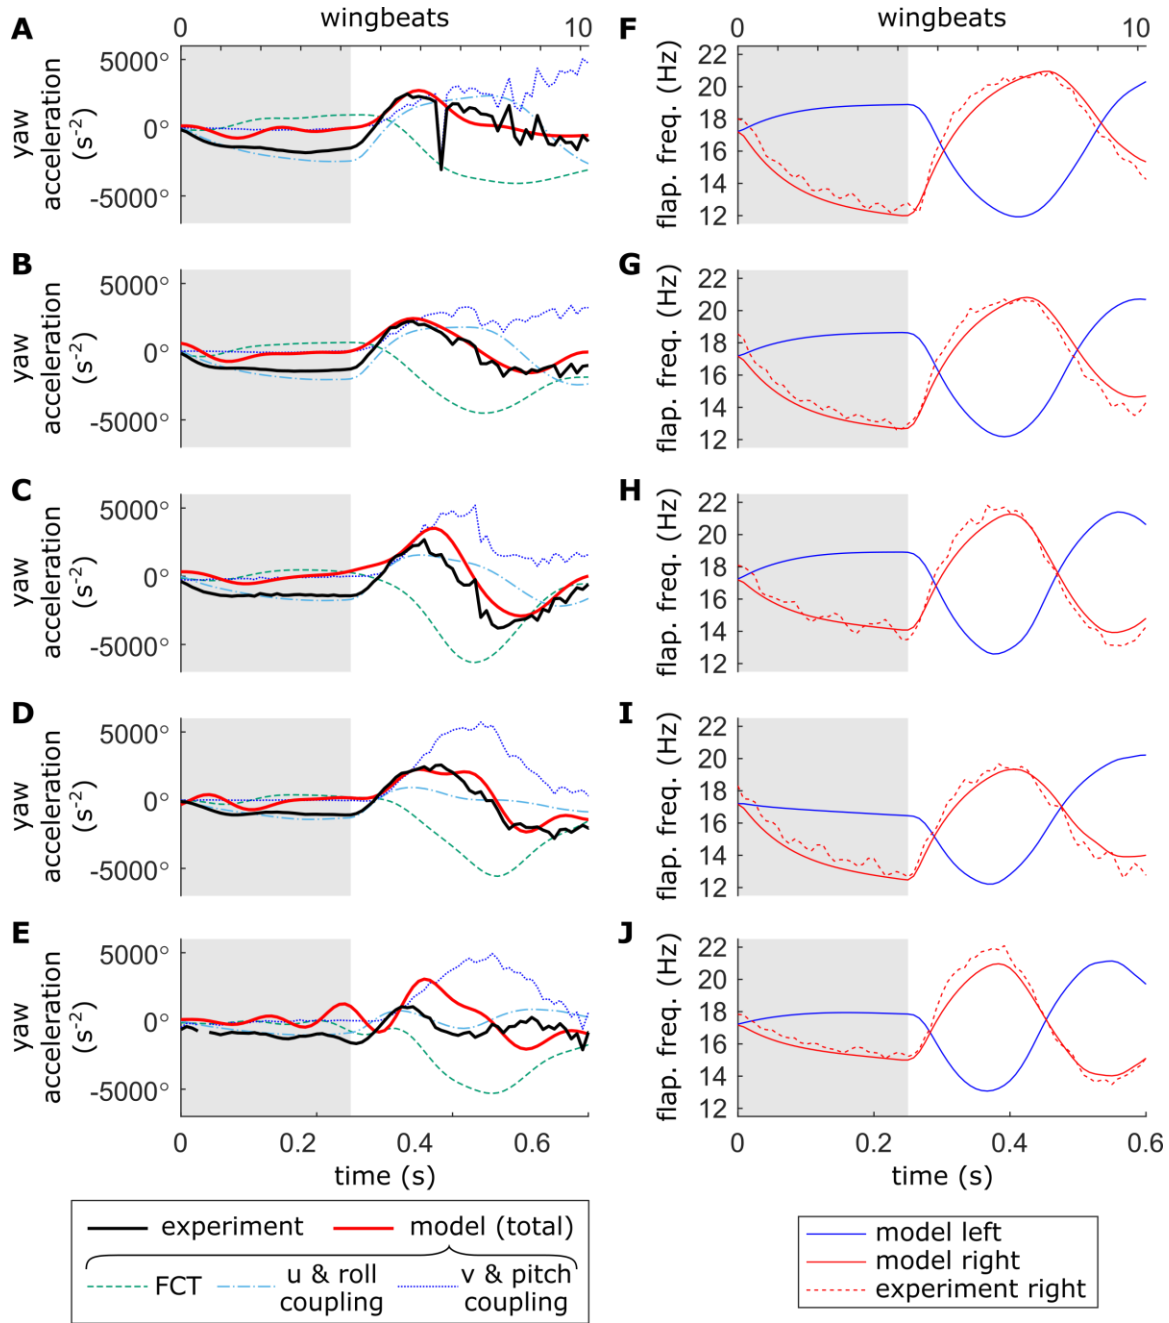 wingbeats
0
10
A
5000°
0°
-5000°
yaw
acceleration
(s⁻²)
B
5000°
0°
-5000°
yaw
acceleration
(s⁻²)
C
5000°
0°
-5000°
yaw
acceleration
(s⁻²)
D
5000°
0°
-5000°
yaw
acceleration
(s⁻²)
E
5000°
0°
-5000°
yaw
acceleration
(s⁻²)
0 0.2 0.4 0.6
time (s)
experiment model (total)
FCT u & roll coupling v & pitch coupling
wingbeats
0
10
F
22
20
18
16
14
12
flap. freq. (Hz)
G
22
20
18
16
14
12
flap. freq. (Hz)
H
22
20
18
16
14
12
flap. freq. (Hz)
I
22
20
18
16
14
12
flap. freq. (Hz)
J
22
20
18
16
14
12
flap. freq. (Hz)
0 0.2 0.4 0.6
time (s)
model left
model right
experiment right